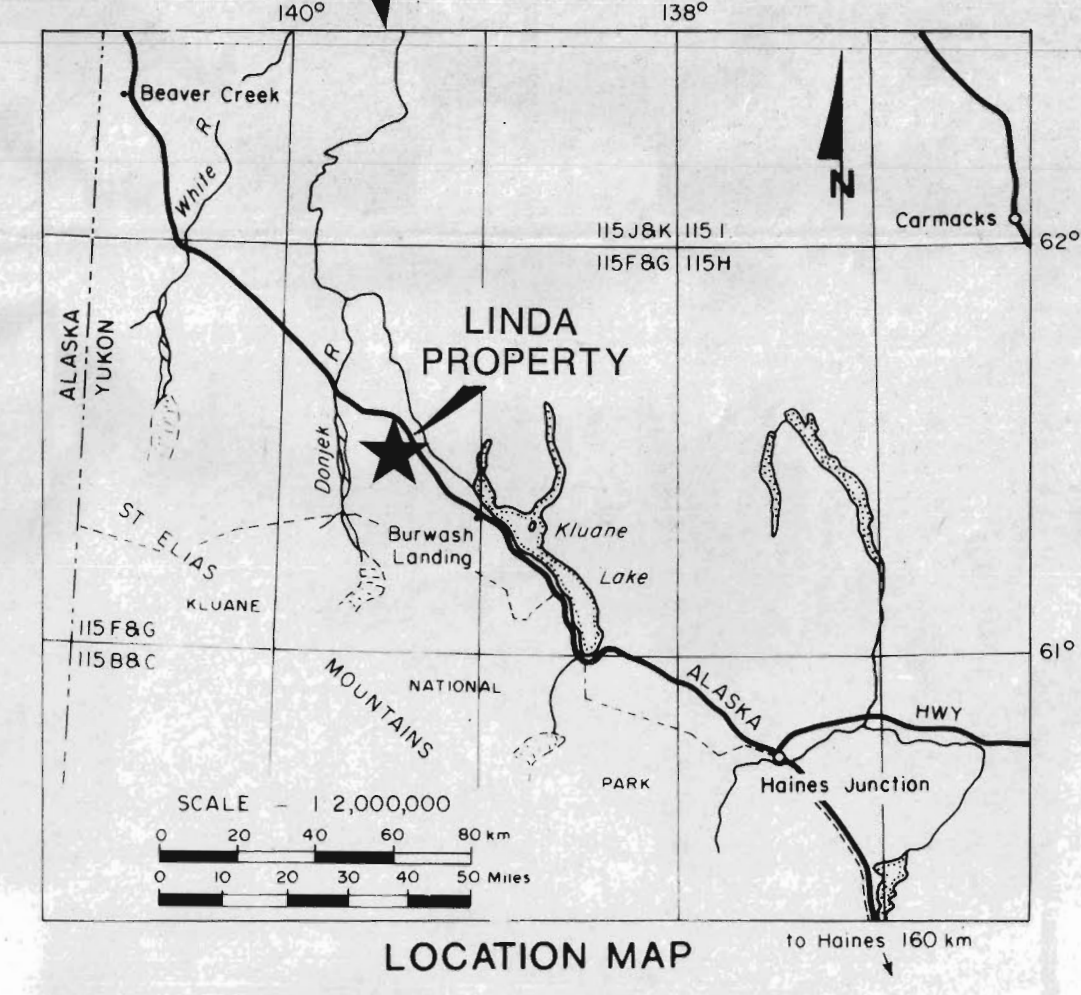 140°
138°
Beaver Creek
White R
N
Carmacks
115J&K 115 I
62°
115F&G 115H
ALASKA
YUKON
LINDA
PROPERTY
R
Donjek
ST ELIAS
Burwash
Landing
Kluane
Lake
KLUANE
115F&G
115B&C
61°
MOUNTAINS
NATIONAL
ALASKA
HWY
PARK
Haines Junction
SCALE - 1 2,000,000
0 20 40 60 80 km
0 10 20 30 40 50 Miles
LOCATION MAP
to Haines 160 km